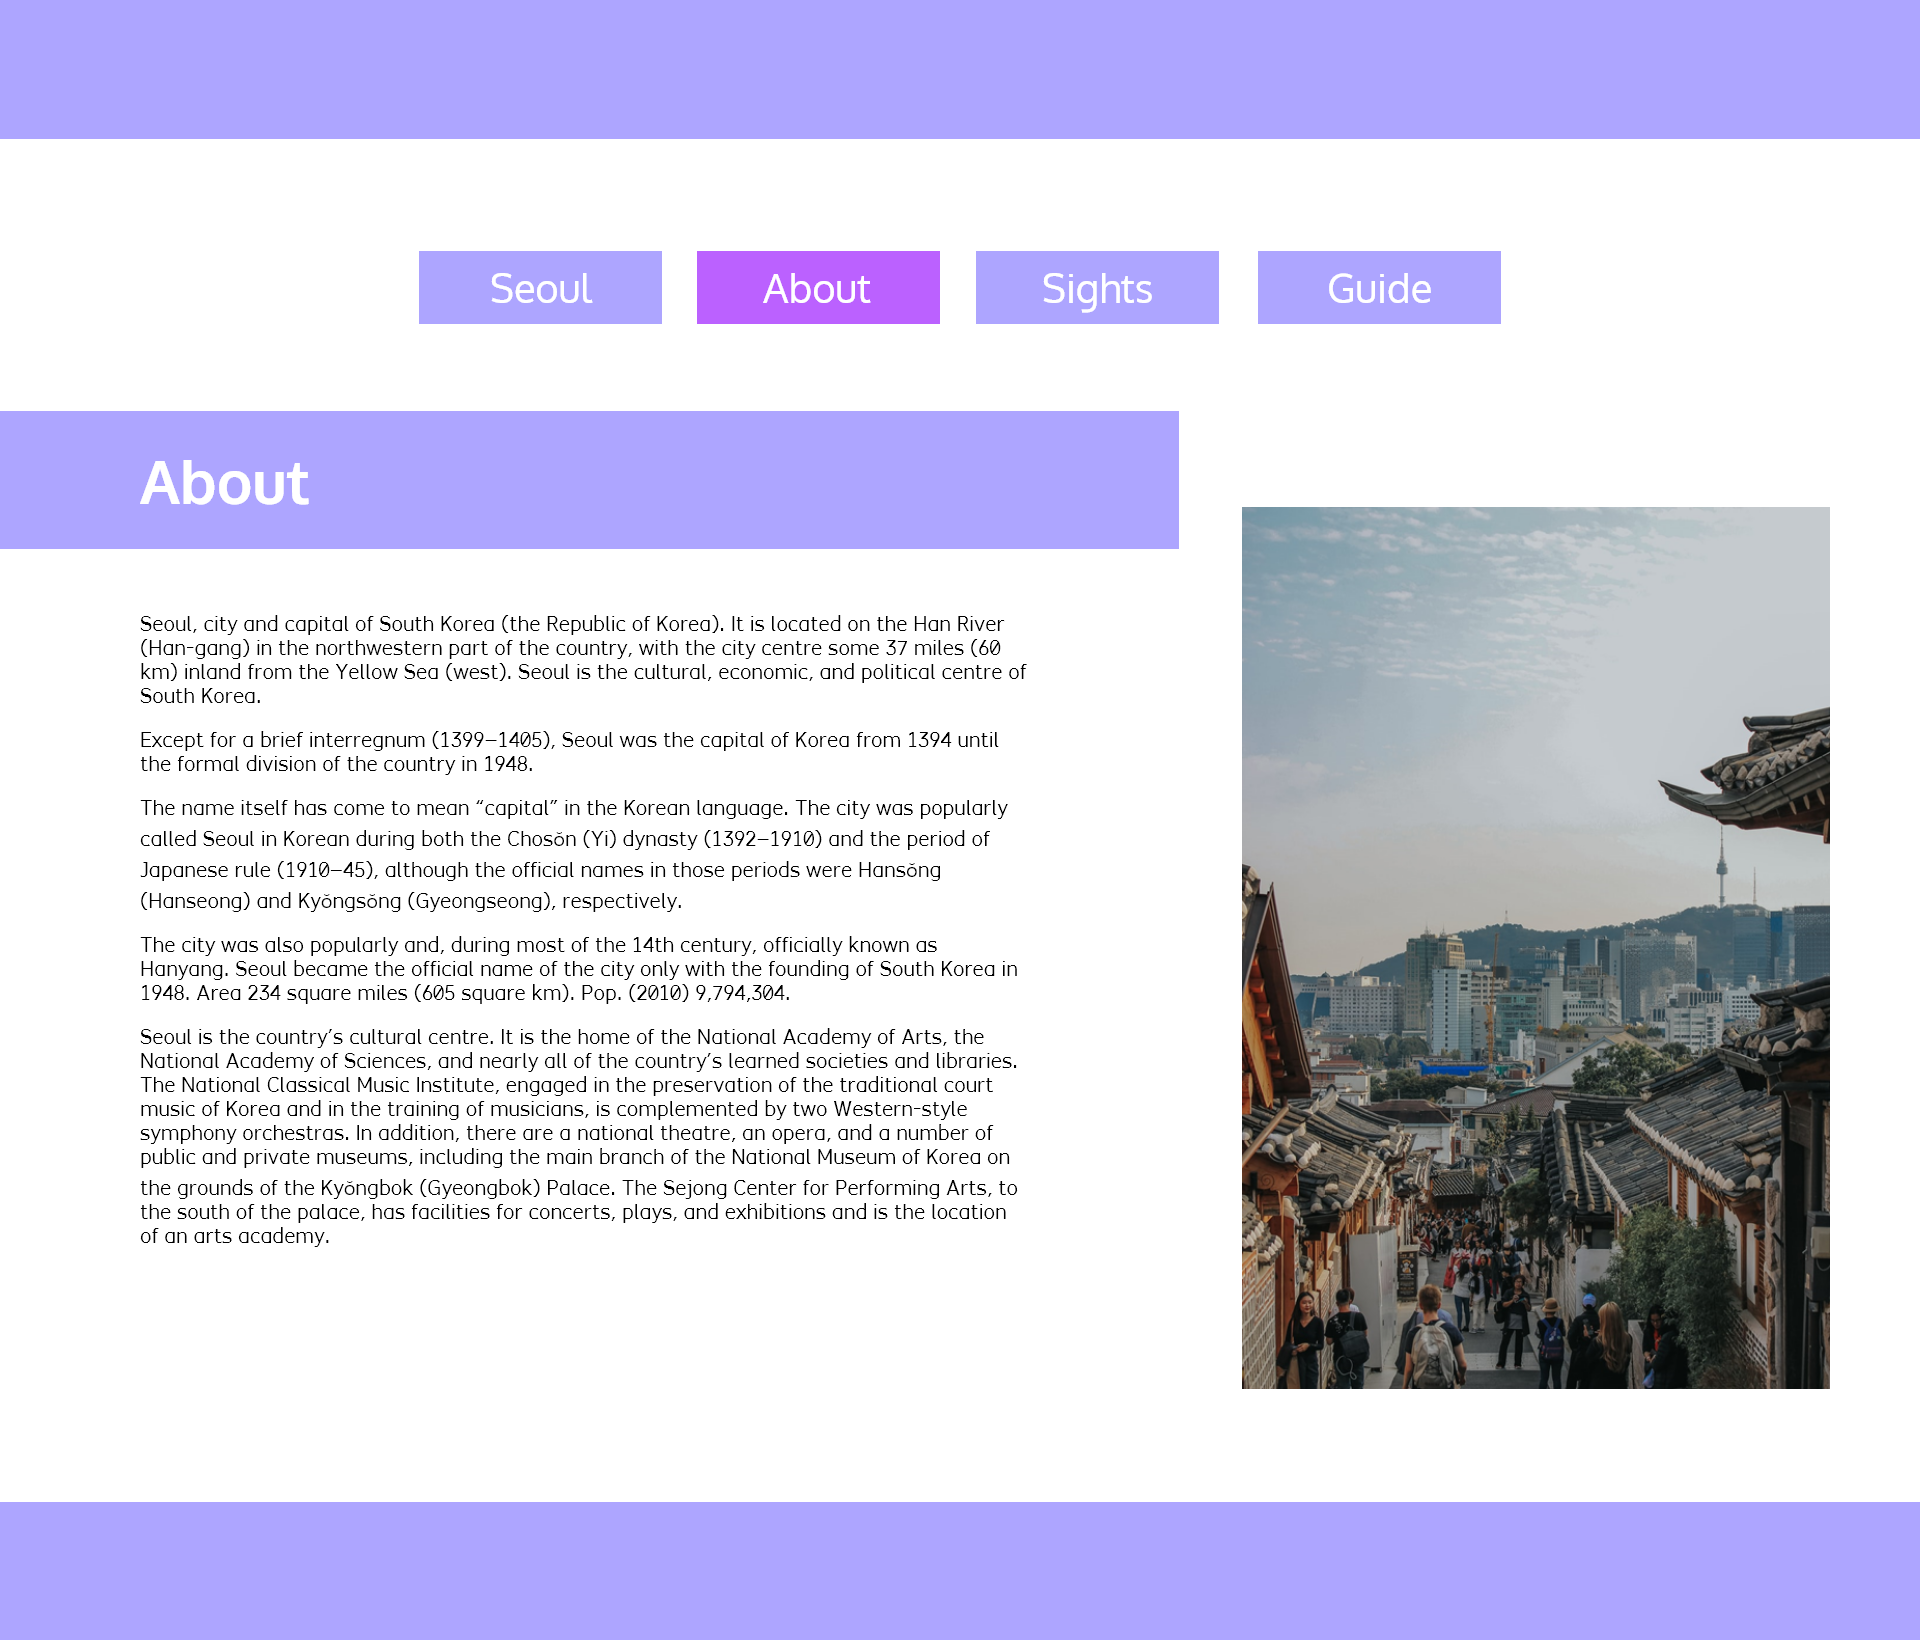 Seoul
About
Sights
Guide
About
Seoul, city and capital of South Korea (the Republic of Korea). It is located on the Han River
(Han-gang) in the northwestern part of the country, with the city centre some 37 miles (60
km) inland from the Yellow Sea (west). Seoul is the cultural, economic, and political centre of
South Korea.
Except for a brief interregnum (1399–1405), Seoul was the capital of Korea from 1394 until
the formal division of the country in 1948.
The name itself has come to mean “capital” in the Korean language. The city was popularly
called Seoul in Korean during both the Chosŏn (Yi) dynasty (1392–1910) and the period of
Japanese rule (1910–45), although the official names in those periods were Hansŏng
(Hanseong) and Kyŏngsŏng (Gyeongseong), respectively.
The city was also popularly and, during most of the 14th century, officially known as
Hanyang. Seoul became the official name of the city only with the founding of South Korea in
1948. Area 234 square miles (605 square km). Pop. (2010) 9,794,304.
Seoul is the country’s cultural centre. It is the home of the National Academy of Arts, the
National Academy of Sciences, and nearly all of the country’s learned societies and libraries.
The National Classical Music Institute, engaged in the preservation of the traditional court
music of Korea and in the training of musicians, is complemented by two Western-style
symphony orchestras. In addition, there are a national theatre, an opera, and a number of
public and private museums, including the main branch of the National Museum of Korea on
the grounds of the Kyŏngbok (Gyeongbok) Palace. The Sejong Center for Performing Arts, to
the south of the palace, has facilities for concerts, plays, and exhibitions and is the location
of an arts academy.